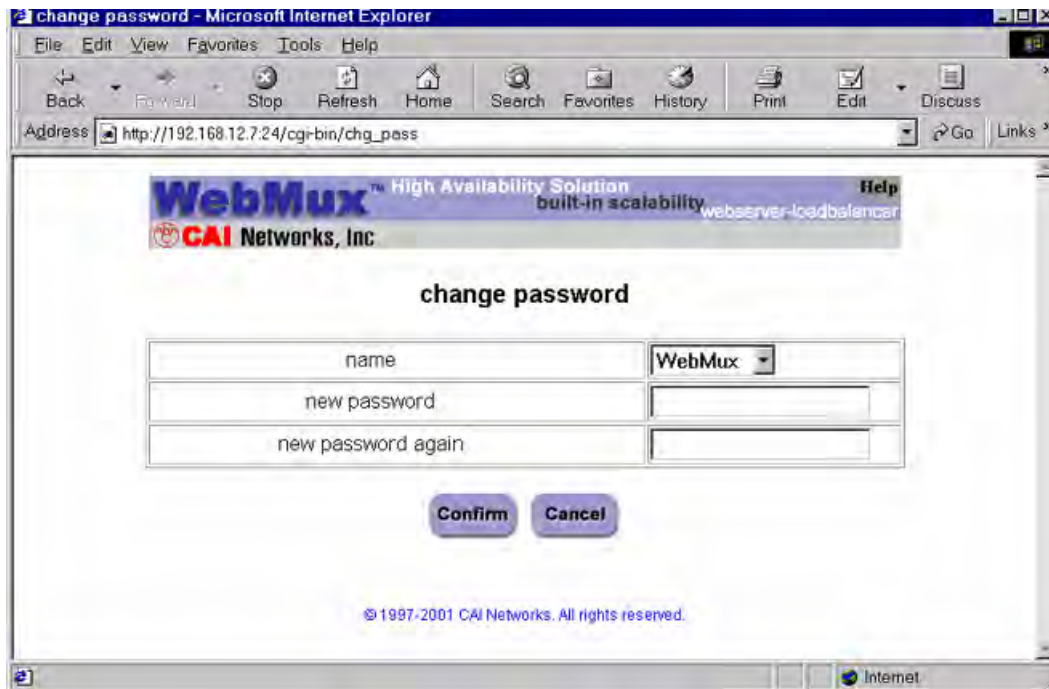 change password - Microsoft Internet Explorer
File Edit View Favorites Tools Help
Back Forward Stop Refresh Home Search Favorites History Print Edit Discuss
Address http://192.168.12.7:24/cgi-bin/chg_pass Go Links
WebMux™ High Availability Solution Help
built-in scalability
webserver-loadbalancer
CAI Networks, Inc
change password
name WebMux
new password
new password again
Confirm Cancel
© 1997-2001 CAI Networks. All rights reserved.
Internet